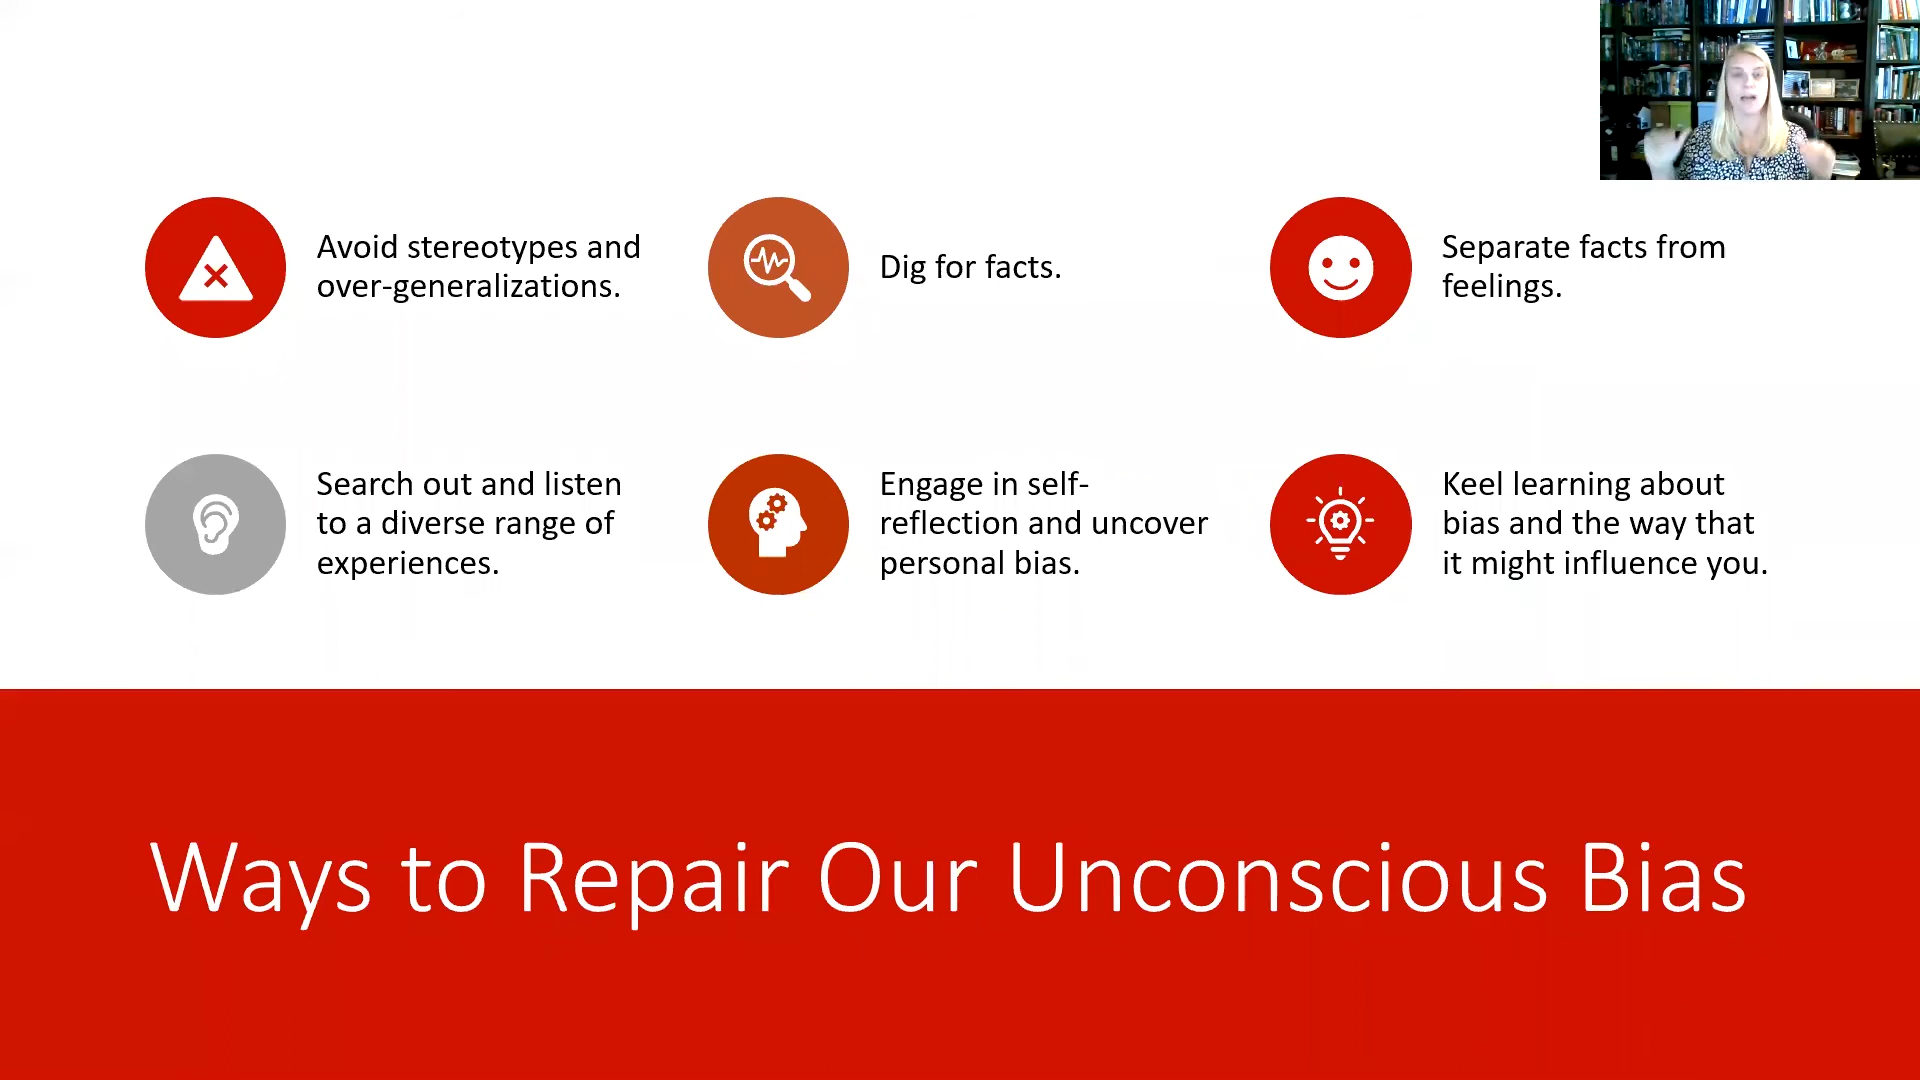 Avoid stereotypes and
over-generalizations.
Dig for facts.
Separate facts from
feelings.
Search out and listen
to a diverse range of
experiences.
Engage in self-
reflection and uncover
personal bias.
Keel learning about
bias and the way that
it might influence you.
Ways to Repair Our Unconscious Bias